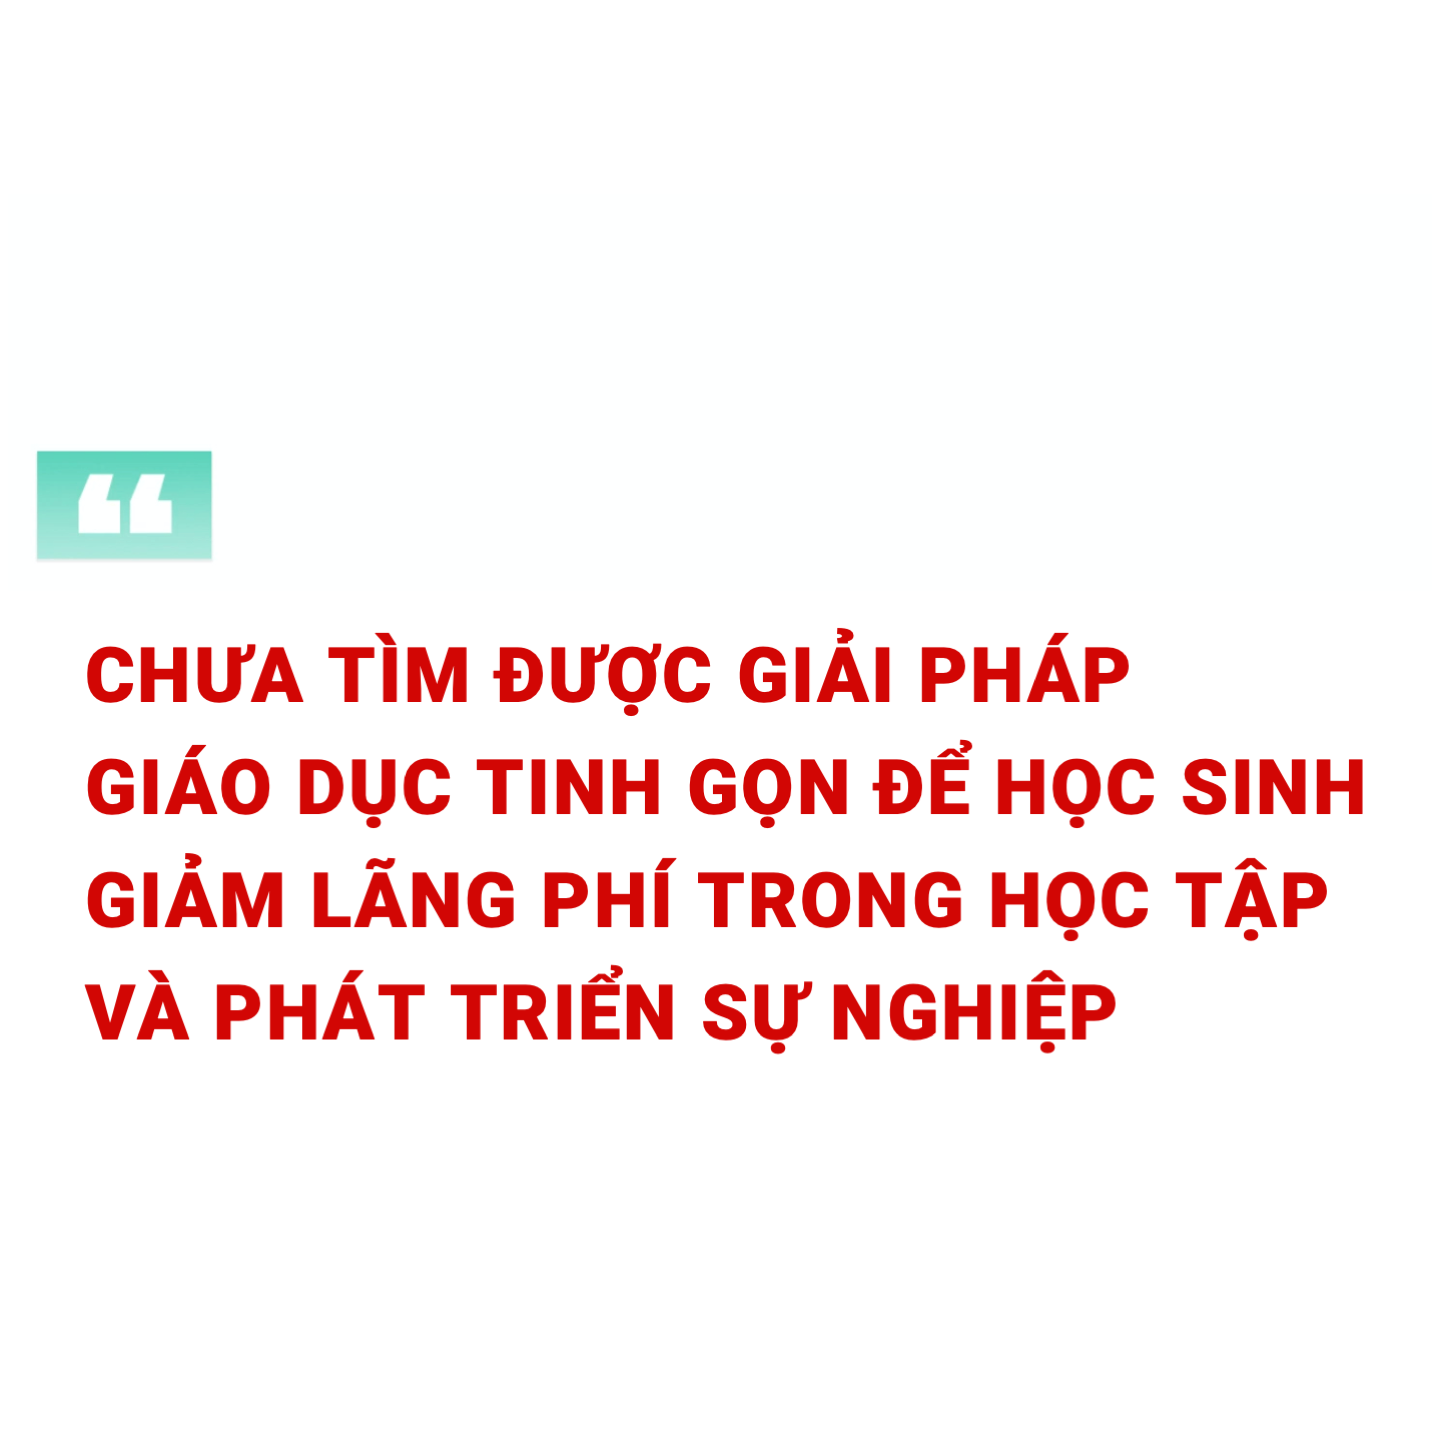 “
CHƯA TÌM ĐƯỢC GIẢI PHÁP
GIÁO DỤC TINH GỌN ĐỂ HỌC SINH
GIẢM LÃNG PHÍ TRONG HỌC TẬP
VÀ PHÁT TRIỂN SỰ NGHIỆP